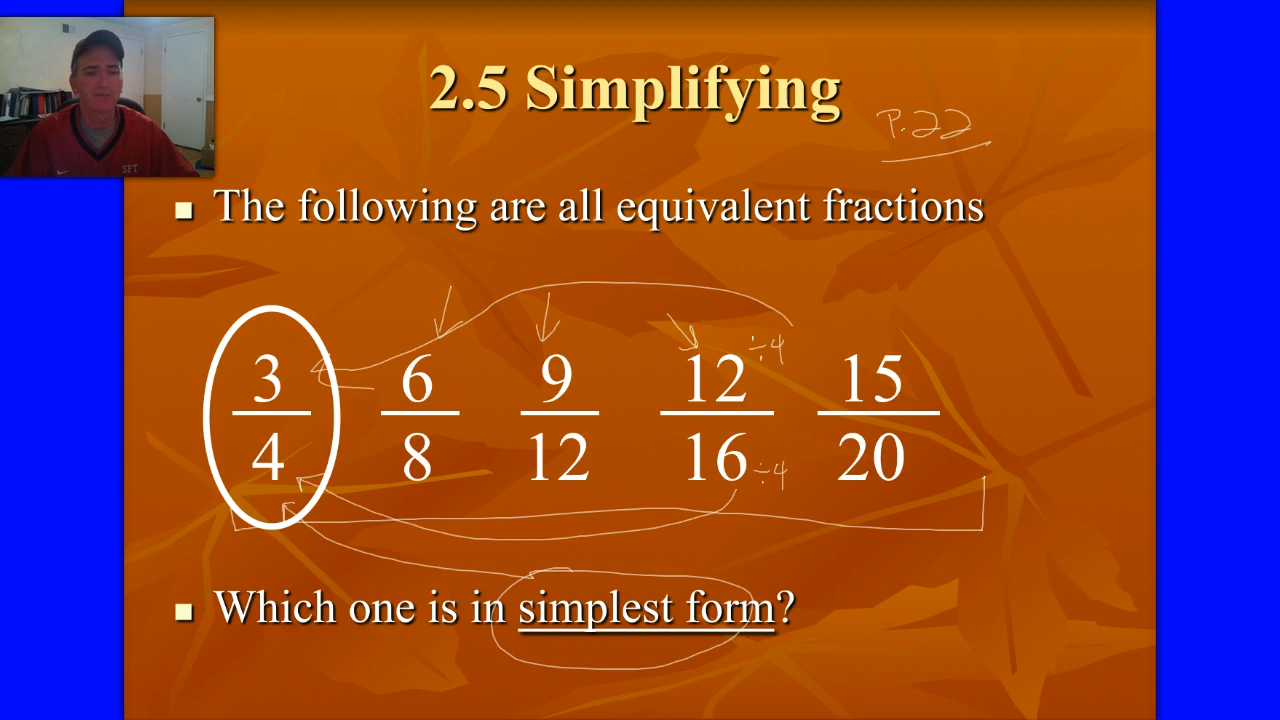 2.5 Simplifying
P.22
SFT
■ The following are all equivalent fractions
3 6 9 12 ÷4 15
4 8 12 16 ÷4 20
■ Which one is in simplest form?